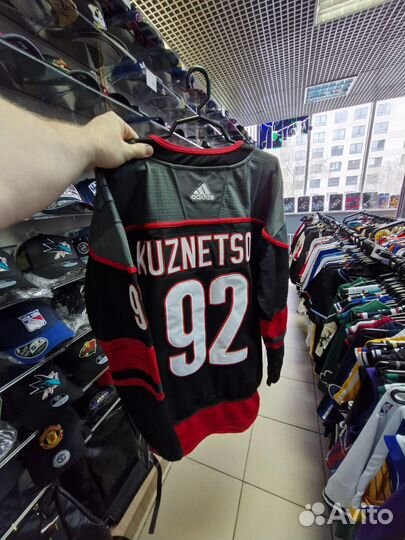 adidas
KUZNETSO
92
9
Avito